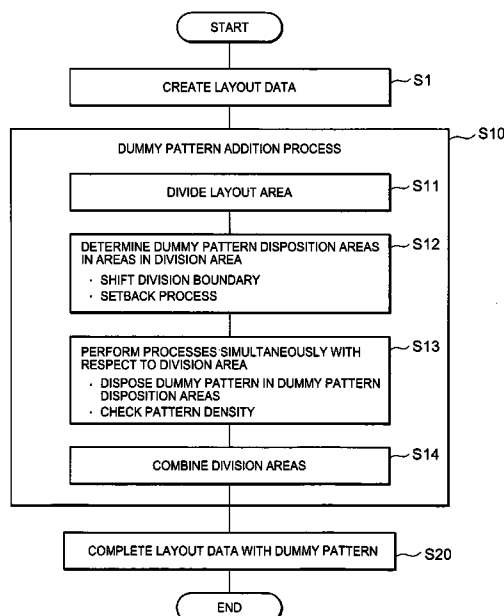 START
CREATE LAYOUT DATA
S1
S10
DUMMY PATTERN ADDITION PROCESS
DIVIDE LAYOUT AREA
S11
DETERMINE DUMMY PATTERN DISPOSITION AREAS
IN AREAS IN DIVISION AREA
· SHIFT DIVISION BOUNDARY
· SETBACK PROCESS
S12
PERFORM PROCESSES SIMULTANEOUSLY WITH
RESPECT TO DIVISION AREA
· DISPOSE DUMMY PATTERN IN DUMMY PATTERN
DISPOSITION AREAS
· CHECK PATTERN DENSITY
S13
COMBINE DIVISION AREAS
S14
COMPLETE LAYOUT DATA WITH DUMMY PATTERN
S20
END